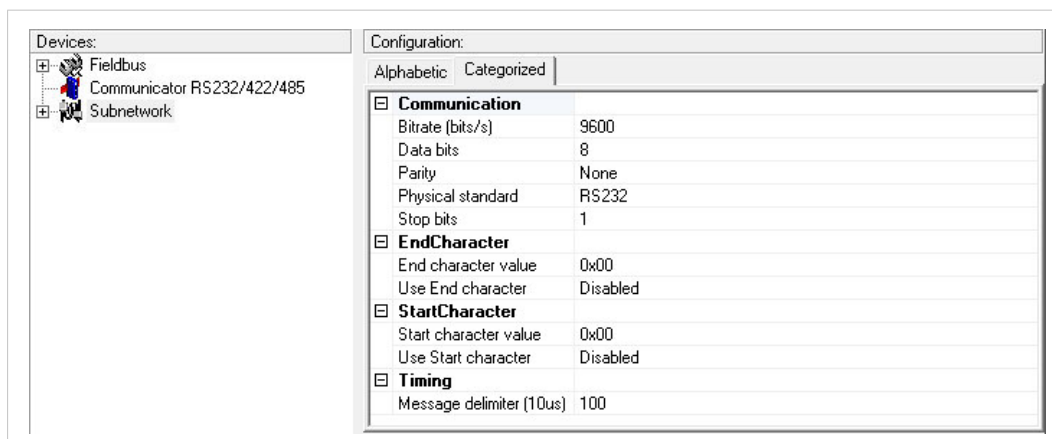 Devices:
Fieldbus
Communicator RS232/422/485
Subnetwork
Configuration:
Alphabetic Categorized
Communication
Bitrate (bits/s) 9600
Data bits 8
Parity None
Physical standard RS232
Stop bits 1
EndCharacter
End character value 0x00
Use End character Disabled
StartCharacter
Start character value 0x00
Use Start character Disabled
Timing
Message delimiter (10us) 100